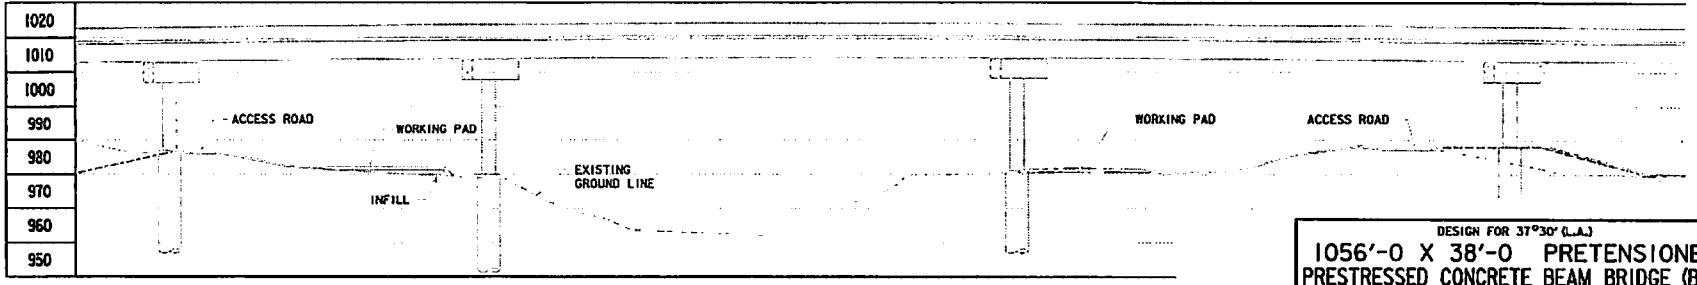 1020
1010
1000
990
980
970
960
950
ACCESS ROAD
WORKING PAD
INFILL
EXISTING
GROUND LINE
WORKING PAD
ACCESS ROAD
DESIGN FOR 37°30' (L.A.)
1056'-0 X 38'-0 PRETENSIONE
PRESTRESSED CONCRETE BEAM BRIDGE (B